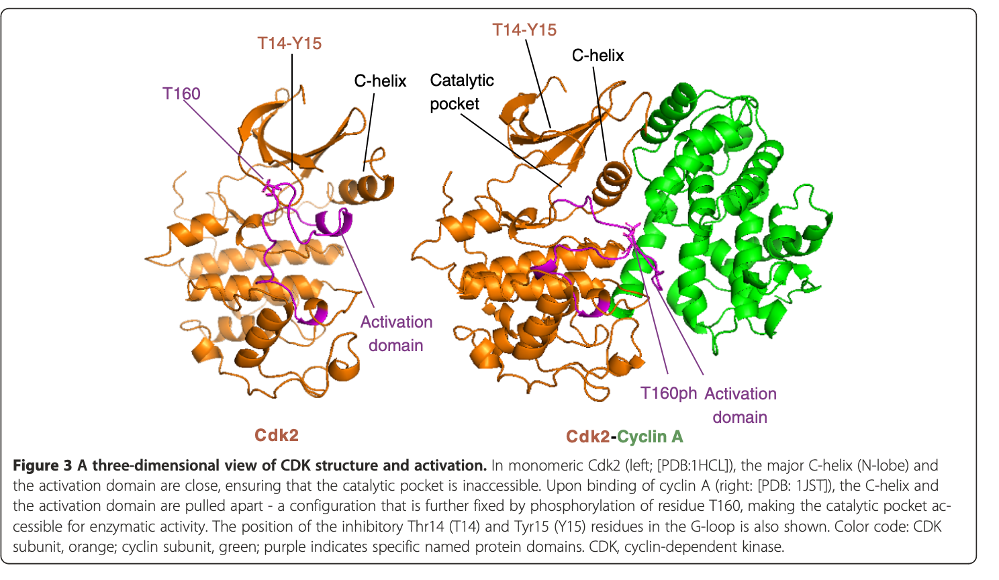 T14-Y15
T160
C-helix
T14-Y15
C-helix
Catalytic
pocket
Activation
domain
T160ph
Activation
domain
Cdk2
Cdk2-Cyclin A
Figure 3 A three-dimensional view of CDK structure and activation. In monomeric Cdk2 (left; [PDB:1HCL]), the major C-helix (N-lobe) and
the activation domain are close, ensuring that the catalytic pocket is inaccessible. Upon binding of cyclin A (right: [PDB: 1JST]), the C-helix and
the activation domain are pulled apart - a configuration that is further fixed by phosphorylation of residue T160, making the catalytic pocket ac-
cessible for enzymatic activity. The position of the inhibitory Thr14 (T14) and Tyr15 (Y15) residues in the G-loop is also shown. Color code: CDK
subunit, orange; cyclin subunit, green; purple indicates specific named protein domains. CDK, cyclin-dependent kinase.